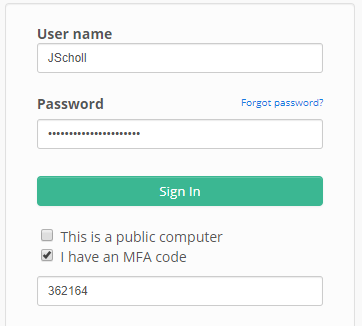 User name
JScholl
Password Forgot password?
••••••••••••••••••••••
Sign In
This is a public computer
I have an MFA code
362164